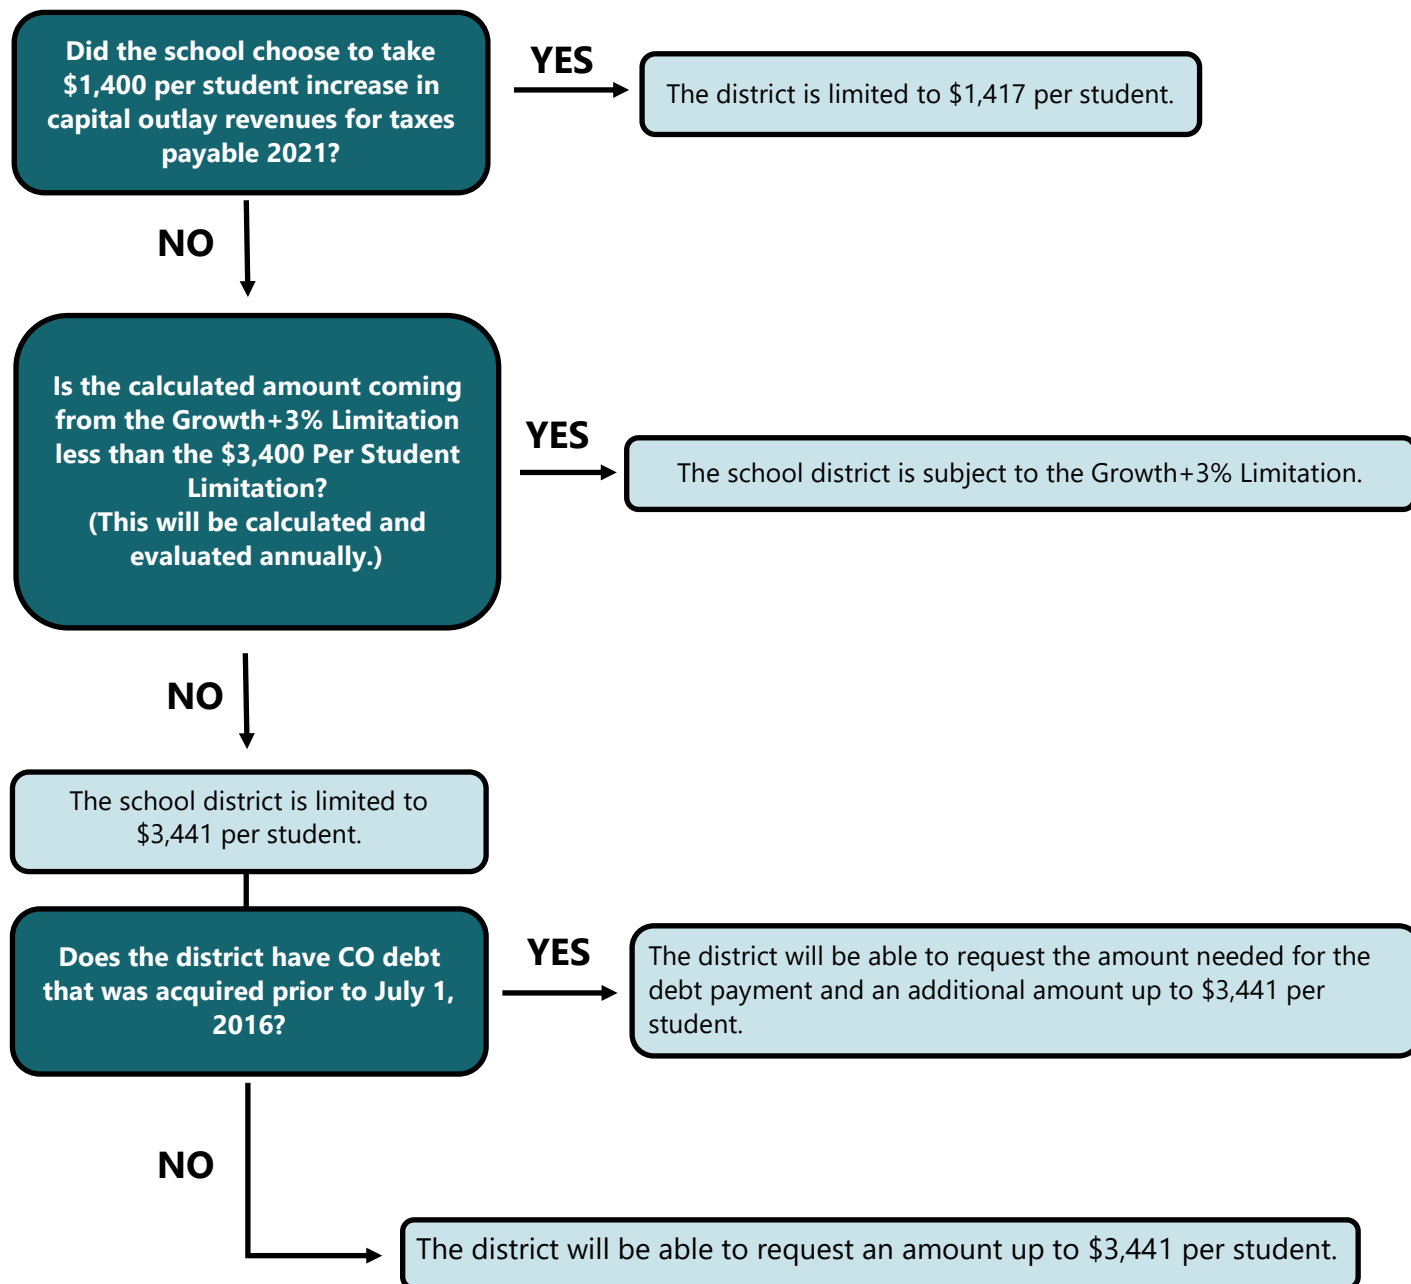 Did the school choose to take
$1,400 per student increase in
capital outlay revenues for taxes
payable 2021?
YES
The district is limited to $1,417 per student.
NO
Is the calculated amount coming
from the Growth+3% Limitation
less than the $3,400 Per Student
Limitation?
(This will be calculated and
evaluated annually.)
YES
The school district is subject to the Growth+3% Limitation.
NO
The school district is limited to
$3,441 per student.
Does the district have CO debt
that was acquired prior to July 1,
2016?
YES
The district will be able to request the amount needed for the
debt payment and an additional amount up to $3,441 per
student.
NO
The district will be able to request an amount up to $3,441 per student.